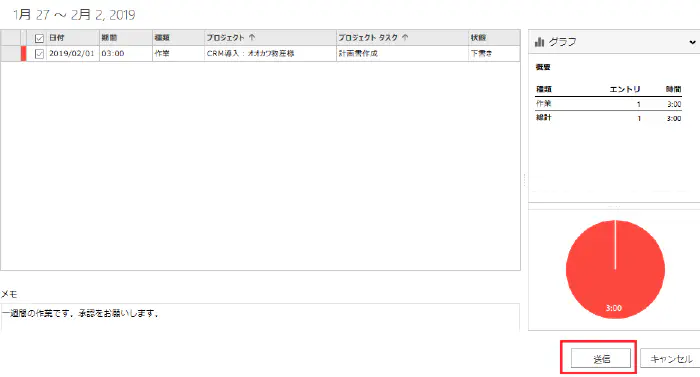 1月 27 ～ 2月 2, 2019
日付 期間 種類 プロジェクト ↑ プロジェクト タスク ↑ 状態
2019/02/01 03:00 作業 CRM導入：オオカワ物産様 計画書作成 下書き
グラフ
概要
種類 エントリ 時間
作業 1 3:00
総計 1 3:00
3:00
メモ
一週間の作業です。承認をお願いします。
送信 キャンセル